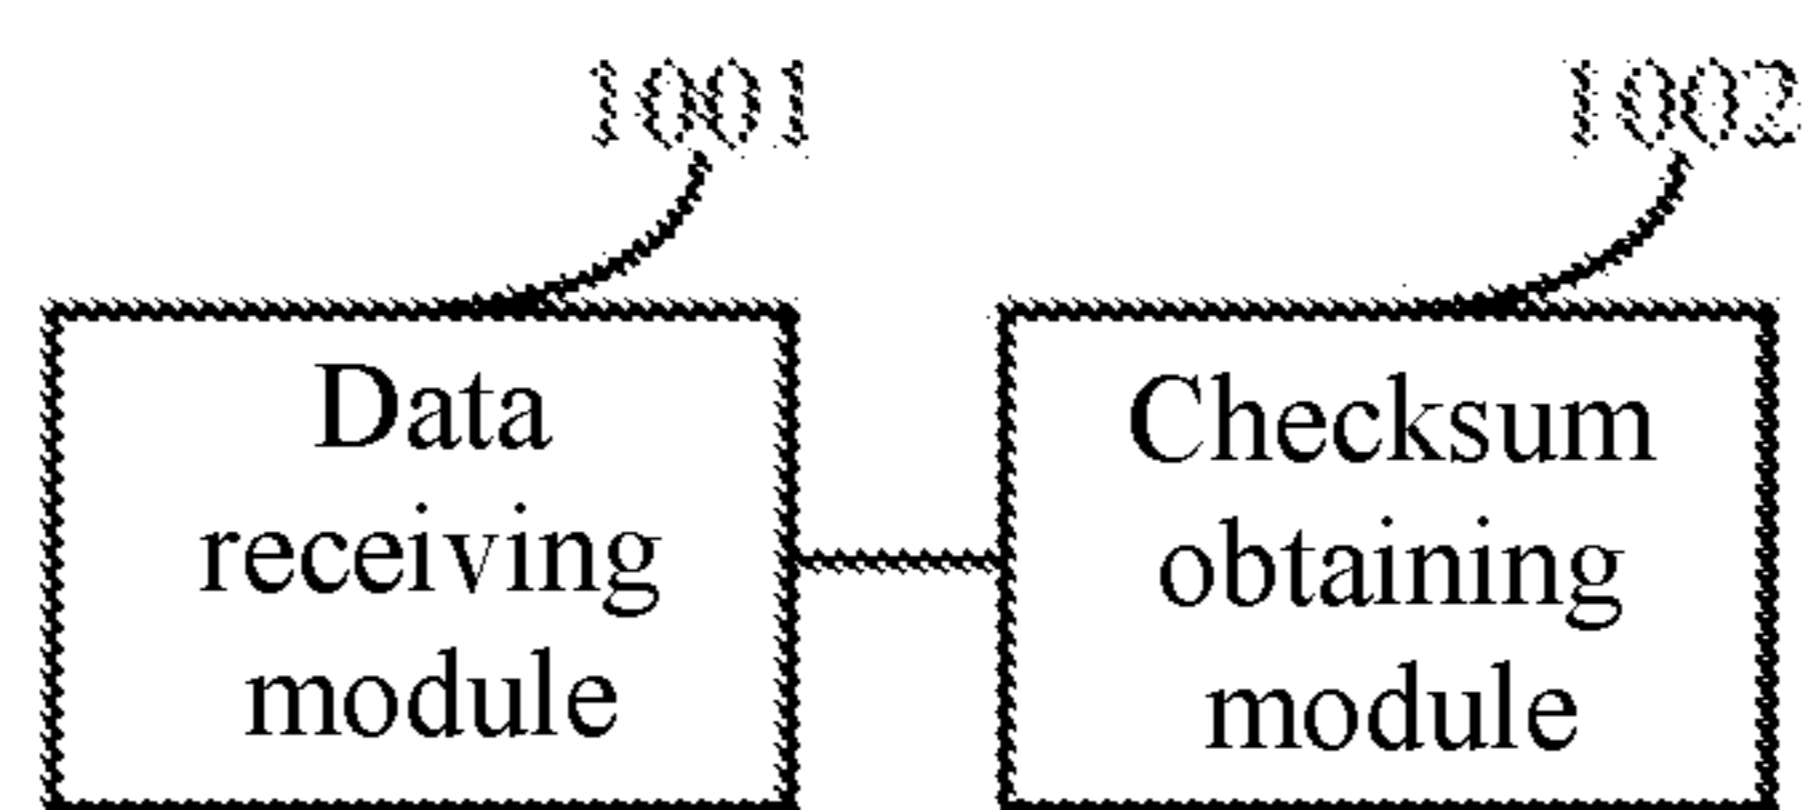 1001
1002
Data
receiving
module
Checksum
obtaining
module